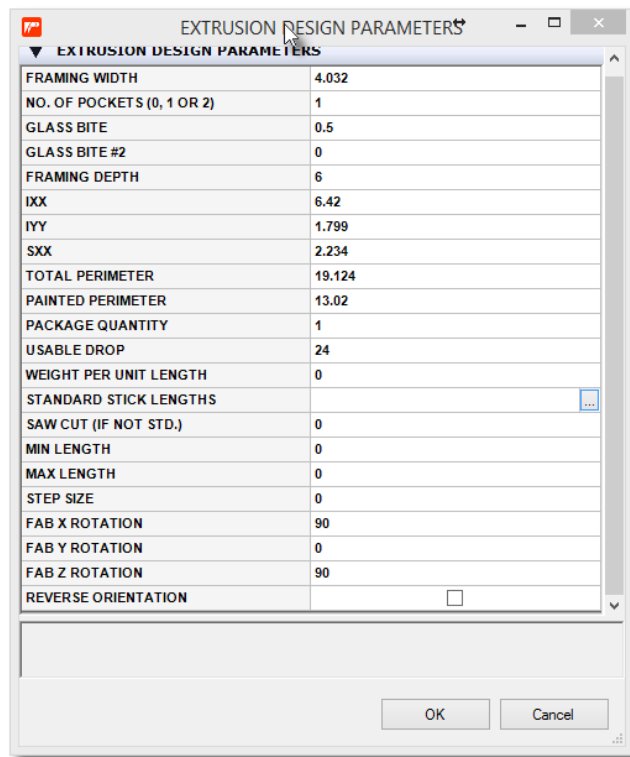 EXTRUSION DESIGN PARAMETERS
EXTRUSION DESIGN PARAMETERS
FRAMING WIDTH 4.032
NO. OF POCKETS (0, 1 OR 2) 1
GLASS BITE 0.5
GLASS BITE #2 0
FRAMING DEPTH 6
IXX 6.42
IYY 1.799
SXX 2.234
TOTAL PERIMETER 19.124
PAINTED PERIMETER 13.02
PACKAGE QUANTITY 1
USABLE DROP 24
WEIGHT PER UNIT LENGTH 0
STANDARD STICK LENGTHS ...
SAW CUT (IF NOT STD.) 0
MIN LENGTH 0
MAX LENGTH 0
STEP SIZE 0
FAB X ROTATION 90
FAB Y ROTATION 0
FAB Z ROTATION 90
REVERSE ORIENTATION
OK Cancel